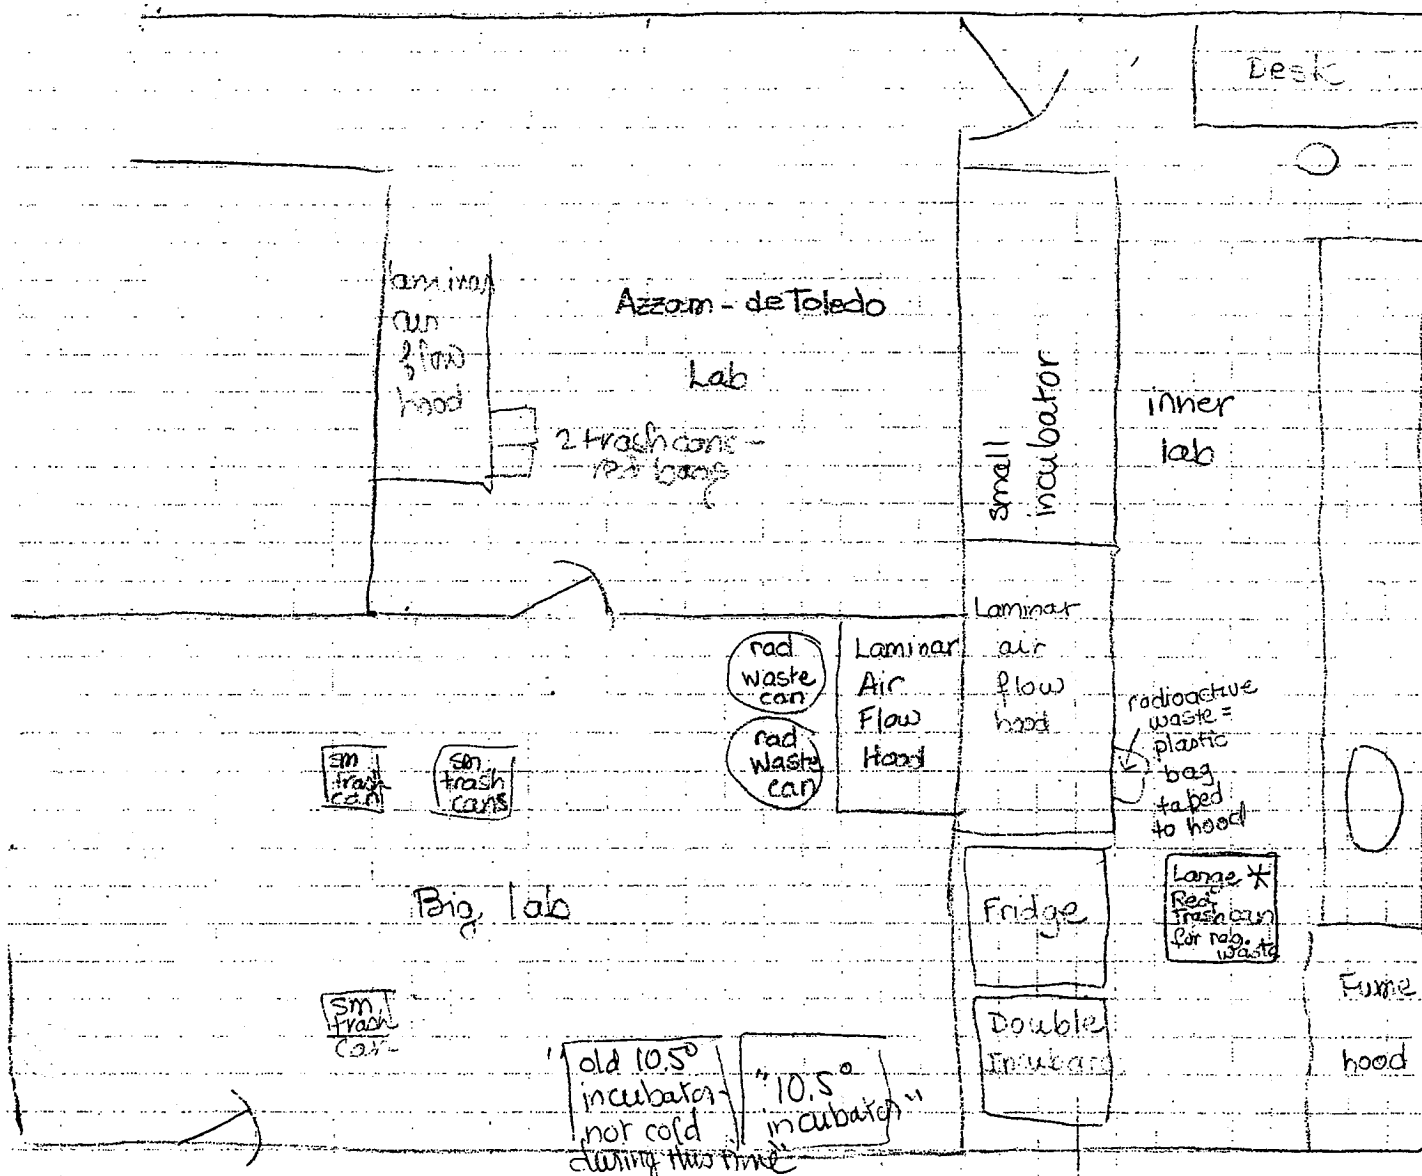 Desk
laminar
air
flow
hood
Azzam - de Toledo
Lab
2 trash cans -
red bags
small
incubator
inner
lab
Laminar
air
flow
hood
rad
waste
can
rad
waste
can
Laminar
Air
Flow
Hood
radioactive
waste =
plastic
bag
taped
to hood
sm
trash
can
sm
trash
cans
Big lab
Fridge
Large *
Red
Trash can
for rad.
waste
Fume
hood
sm
trash
can
"old 10.5°
incubator-
not cold
during this time"
"10.5°
incubator"
Double